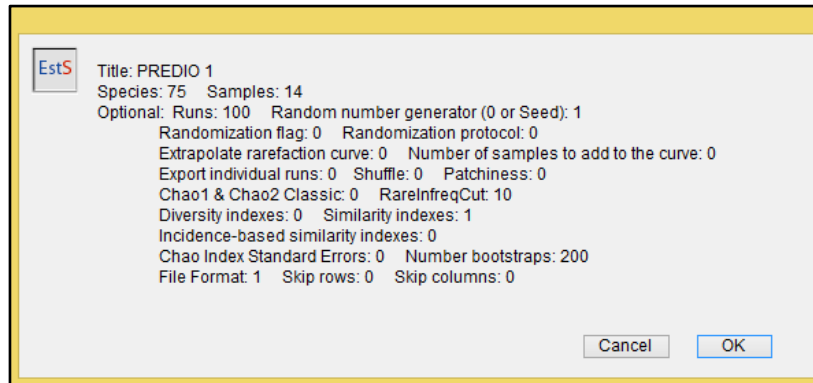 EstS
Title: PREDIO 1
Species: 75 Samples: 14
Optional: Runs: 100 Random number generator (0 or Seed): 1
Randomization flag: 0 Randomization protocol: 0
Extrapolate rarefaction curve: 0 Number of samples to add to the curve: 0
Export individual runs: 0 Shuffle: 0 Patchiness: 0
Chao1 & Chao2 Classic: 0 RareInfreqCut: 10
Diversity indexes: 0 Similarity indexes: 1
Incidence-based similarity indexes: 0
Chao Index Standard Errors: 0 Number bootstraps: 200
File Format: 1 Skip rows: 0 Skip columns: 0
Cancel OK